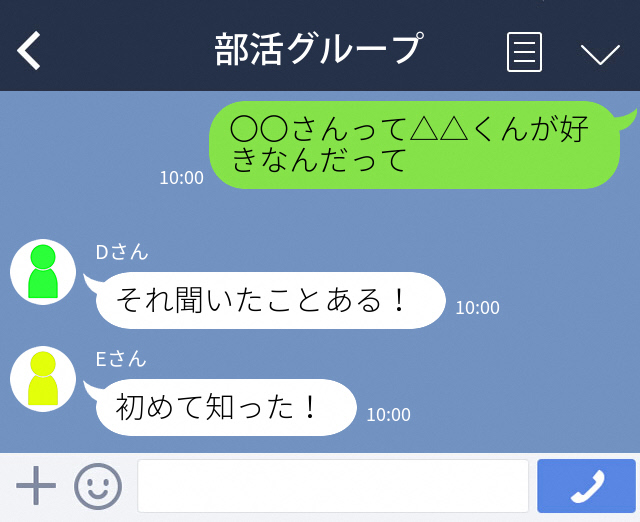 部活グループ
〇〇さんって△△くんが好
きなんだって
10:00
Dさん
それ聞いたことある！
10:00
Eさん
初めて知った！
10:00